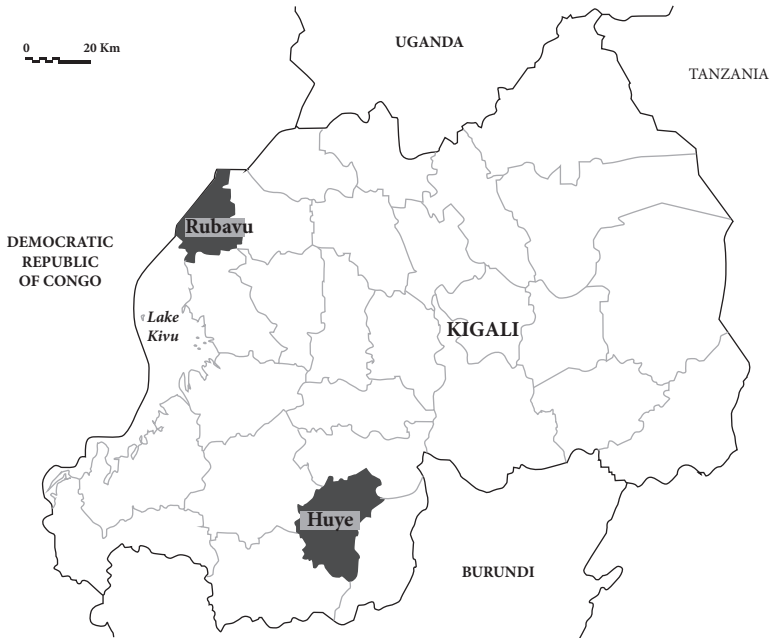 0 20 Km
UGANDA
TANZANIA
Rubavu
DEMOCRATIC
REPUBLIC
OF CONGO
Lake
Kivu
KIGALI
Huye
BURUNDI